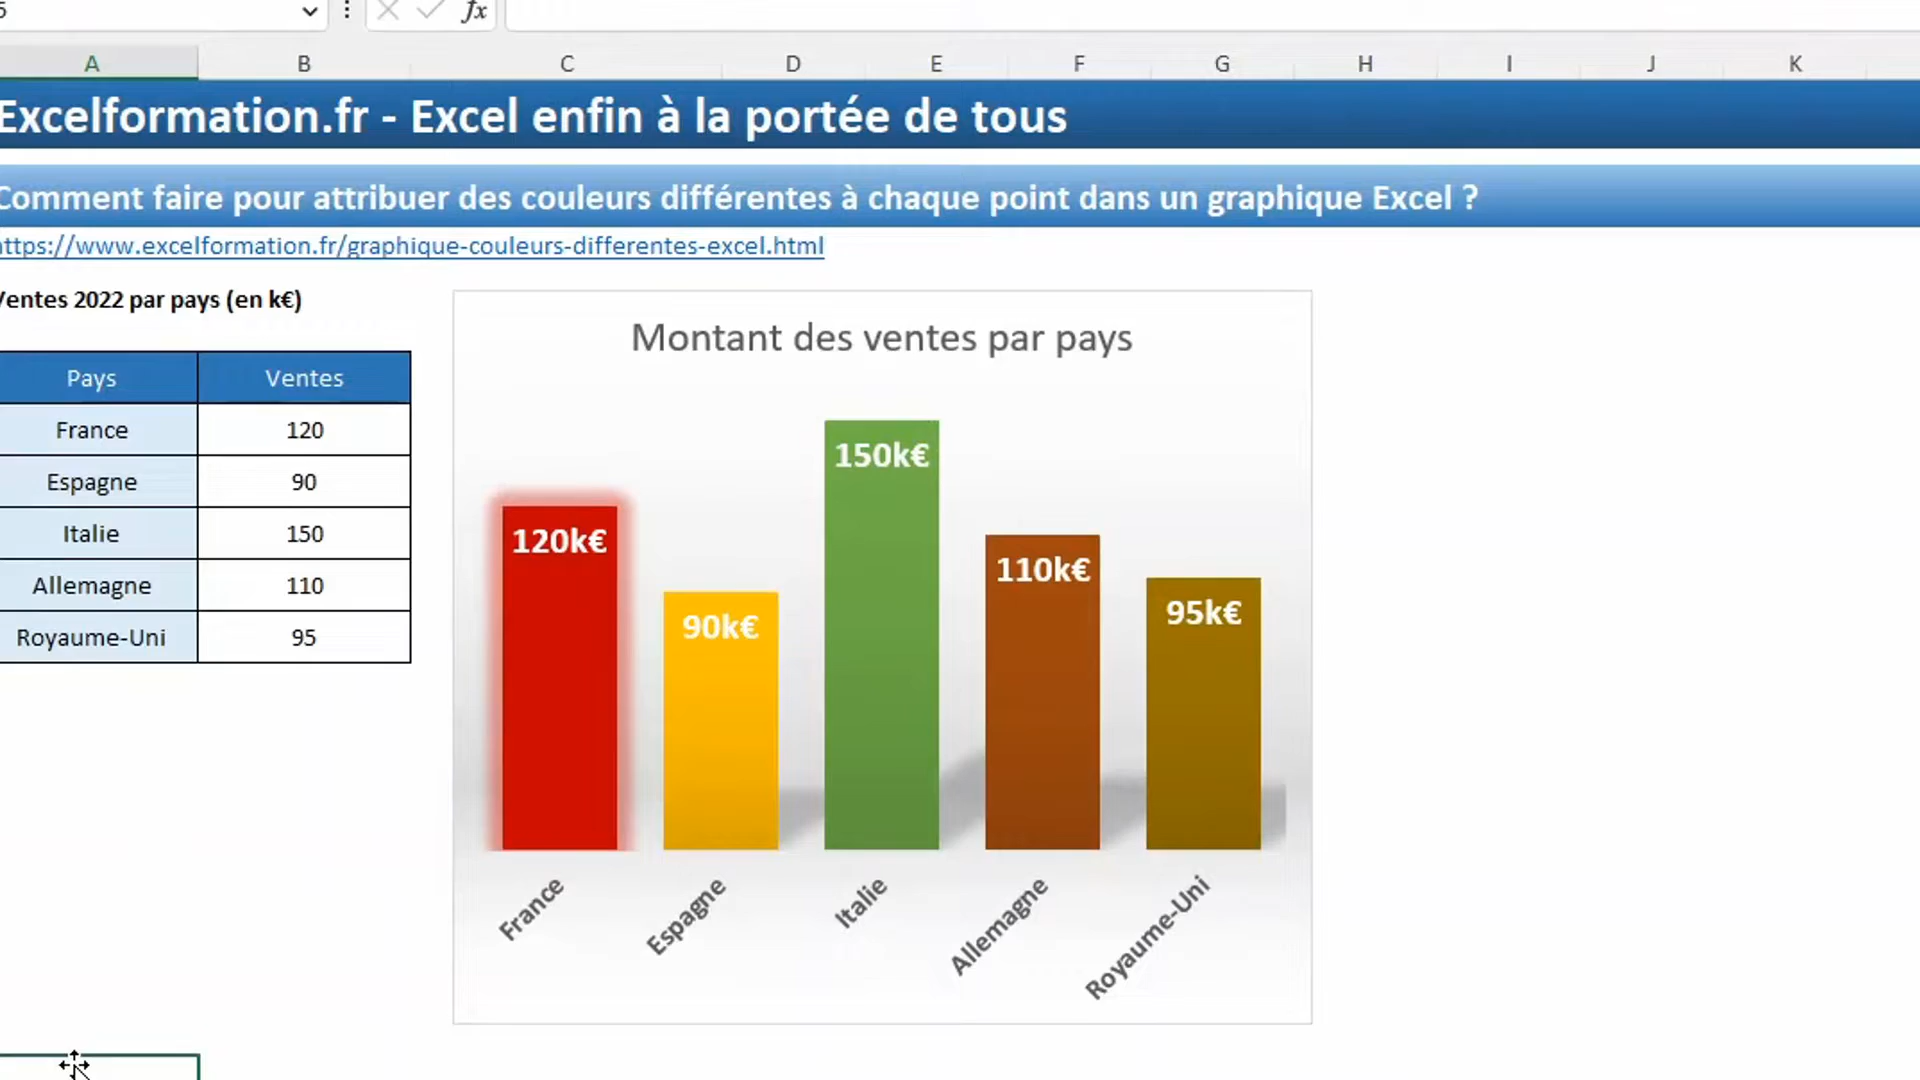 5
fx
A B C D E F G H I J K
Excelformation.fr - Excel enfin à la portée de tous
Comment faire pour attribuer des couleurs différentes à chaque point dans un graphique Excel ?
https://www.excelformation.fr/graphique-couleurs-differentes-excel.html
Ventes 2022 par pays (en k€)
Pays Ventes
France 120
Espagne 90
Italie 150
Allemagne 110
Royaume-Uni 95
Montant des ventes par pays
120k€
90k€
150k€
110k€
95k€
France
Espagne
Italie
Allemagne
Royaume-Uni